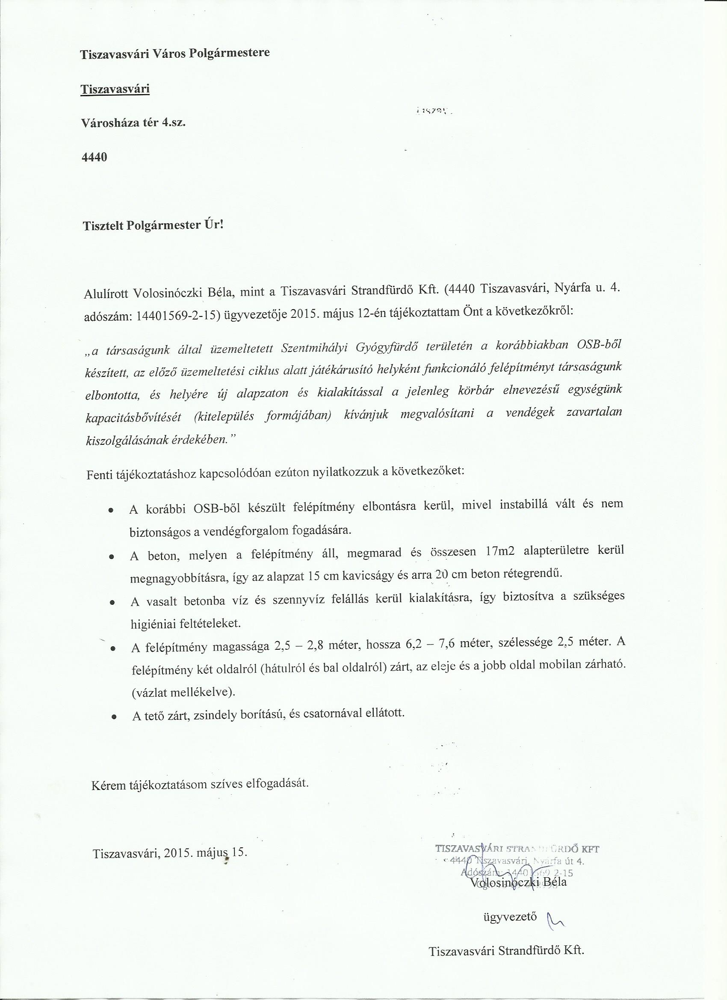 Tiszavasvári Város Polgármestere
Tiszavasvári
Városháza tér 4.sz.
4440
Tisztelt Polgármester Úr!
Alulírott Volosinóczki Béla, mint a Tiszavasvári Strandfürdő Kft. (4440 Tiszavasvári, Nyárfa u. 4.
adószám: 14401569-2-15) ügyvezetője 2015. május 12-én tájékoztattam Önt a következőkről:
„a társaságunk által üzemeltetett Szentmihályi Gyógyfürdő területén a korábbiakban OSB-ből
készített, az előző üzemeltetési ciklus alatt játékárusító helyként funkcionáló felépítményt társaságunk
elbontotta, és helyére új alapzaton és kialakítással a jelenleg körbár elnevezésű egységünk
kapacitásbővítését (kitelepülés formájában) kívánjuk megvalósítani a vendégek zavartalan
kiszolgálásának érdekében.”
Fenti tájékoztatáshoz kapcsolódóan ezúton nyilatkozzuk a következőket:
• A korábbi OSB-ből készült felépítmény elbontásra kerül, mivel instabillá vált és nem
biztonságos a vendégforgalom fogadására.
• A beton, melyen a felépítmény áll, megmarad és összesen 17m2 alapterületre kerül
megnagyobbításra, így az alapzat 15 cm kavicságy és arra 20 cm beton rétegrendű.
• A vasalt betonba víz és szennyvíz felállás kerül kialakításra, így biztosítva a szükséges
higiéniai feltételeket.
• A felépítmény magassága 2,5 – 2,8 méter, hossza 6,2 – 7,6 méter, szélessége 2,5 méter. A
felépítmény két oldalról (hátulról és bal oldalról) zárt, az eleje és a jobb oldal mobilan zárható.
(vázlat mellékelve).
• A tető zárt, zsindely borítású, és csatornával ellátott.
Kérem tájékoztatásom szíves elfogadását.
Tiszavasvári, 2015. május 15.
TISZAVASVÁRI STRANDFÜRDŐ KFT
4440 Tiszavasvári, Nyárfa út 4.
Adószám: 14401569-2-15
Volosinóczki Béla
ügyvezető
Tiszavasvári Strandfürdő Kft.